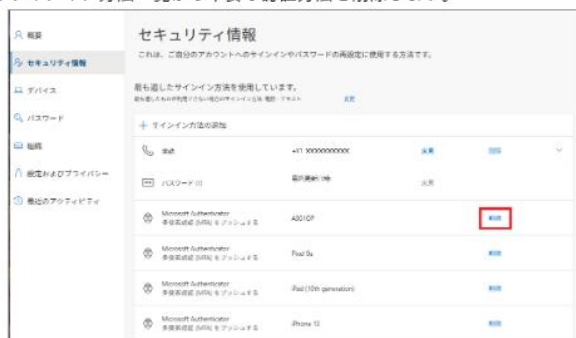 概要
セキュリティ情報
デバイス
パスワード
組織
設定およびプライバシー
最近のアクティビティ
セキュリティ情報
これは、ご自分のアカウントへのサインインやパスワードの再設定に使用する方法です。
最も適したサインイン方法を使用しています。
変更
+ サインイン方法の追加
電話 変更 削除
パスワード 変更
Microsoft Authenticator
多要素認証 (MFA) をプッシュする
削除
Microsoft Authenticator
多要素認証 (MFA) をプッシュする
削除
Microsoft Authenticator
多要素認証 (MFA) をプッシュする
iPad (10th generation) 削除
Microsoft Authenticator
多要素認証 (MFA) をプッシュする
削除